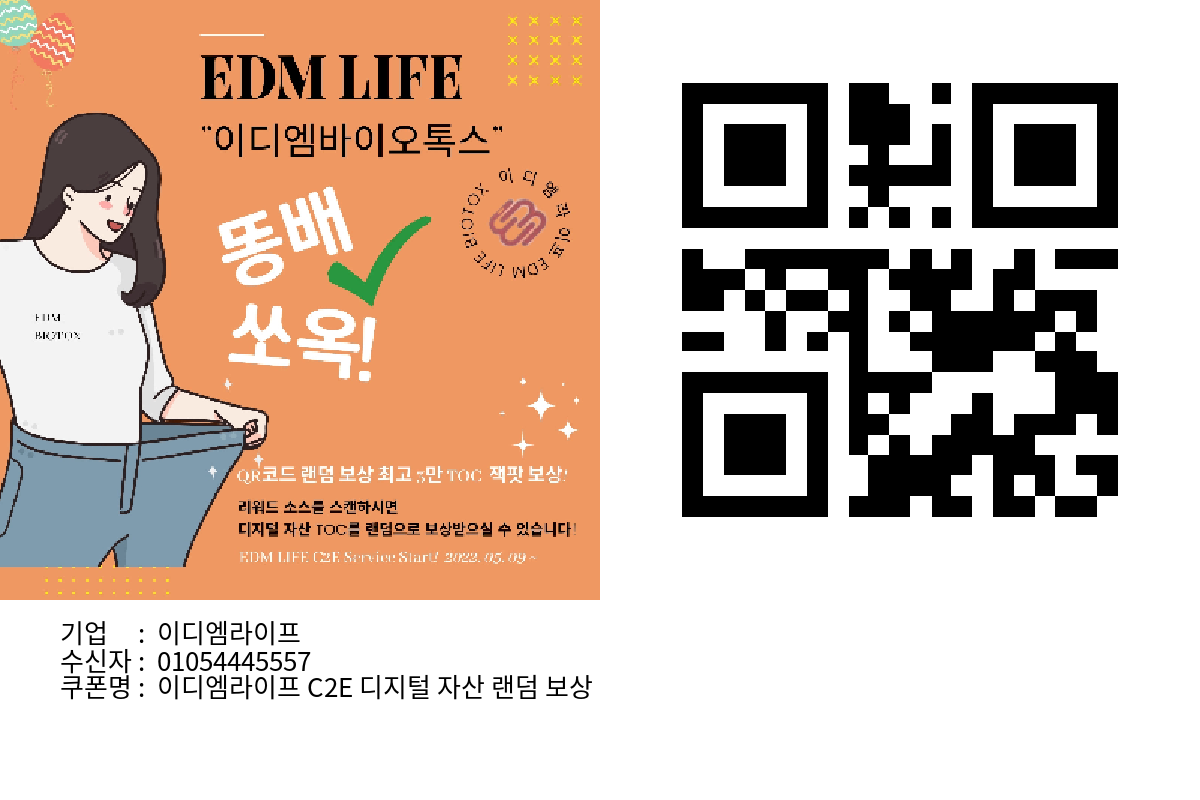 EDM LIFE
"이디엠바이오톡스"
이디엠라이프 EDM LIFE BIOTOX
똥배
쏘옥!
EDM
BIOTOX
QR코드 랜덤 보상 최고 5만 TOC 잭팟 보상!
리워드 소스를 스캔하시면
디지털 자산 TOC를 랜덤으로 보상받으실 수 있습니다!
EDM LIFE C2E Service Start! 2022. 05. 09 ~
기업 : 이디엠라이프
수신자 : 01054445557
쿠폰명 : 이디엠라이프 C2E 디지털 자산 랜덤 보상